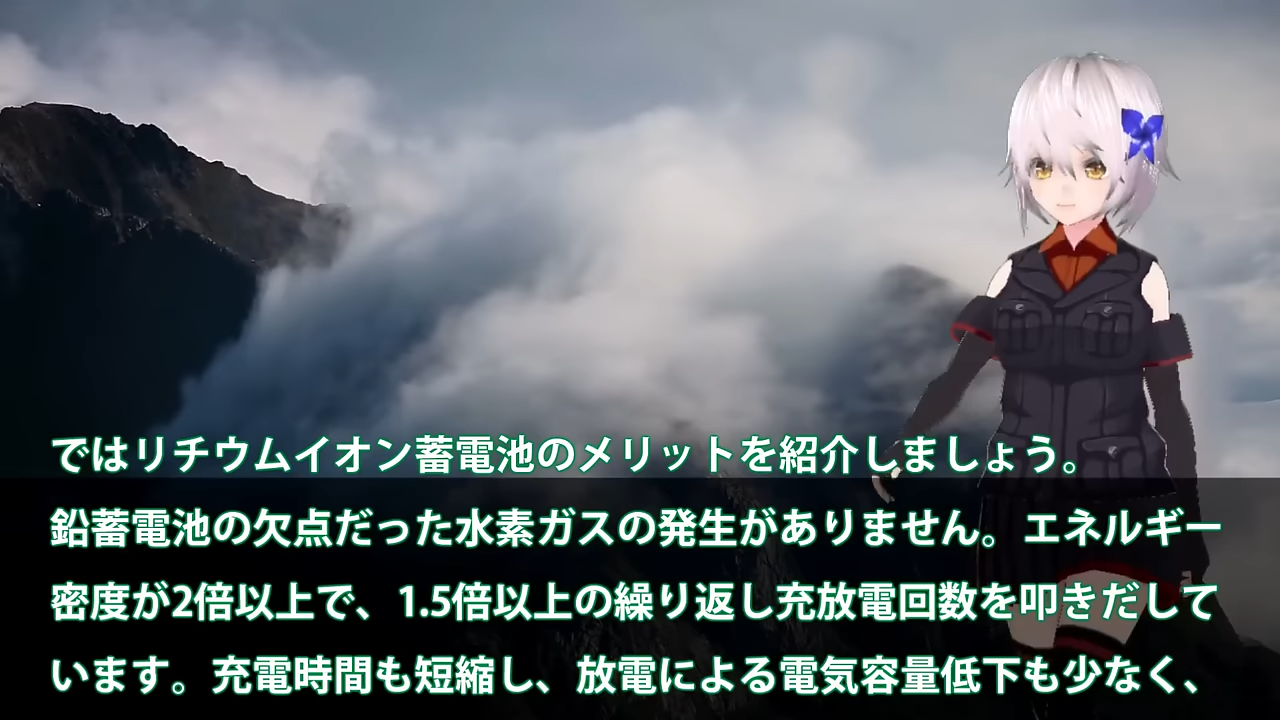 ではリチウムイオン蓄電池のメリットを紹介しましょう。
鉛蓄電池の欠点だった水素ガスの発生がありません。エネルギー
密度が2倍以上で、1.5倍以上の繰り返し充放電回数を叩きだして
います。充電時間も短縮し、放電による電気容量低下も少なく、